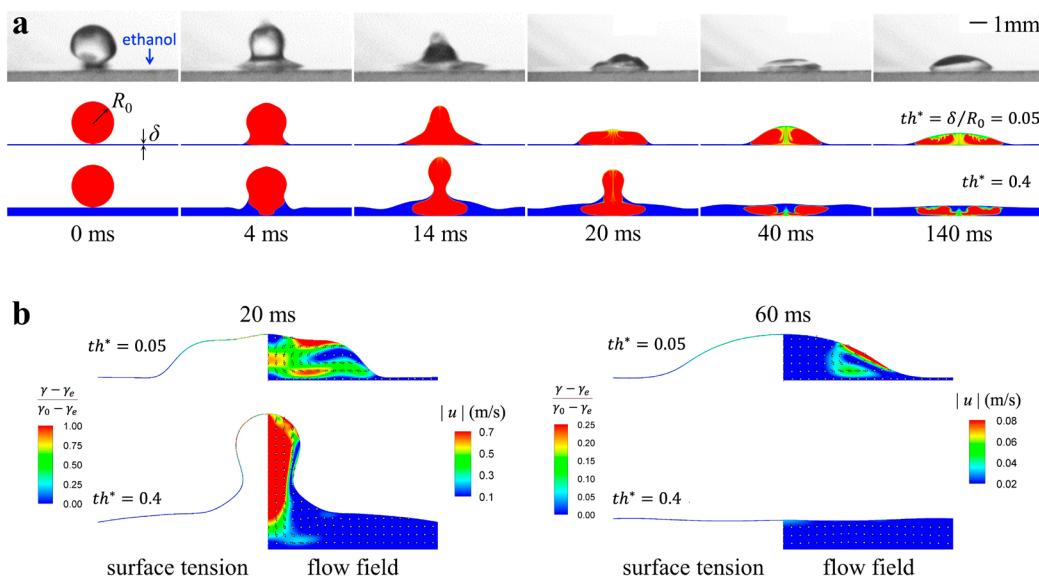 a
ethanol
1mm
R₀
δ
th* = δ/R₀ = 0.05
th* = 0.4
0 ms 4 ms 14 ms 20 ms 40 ms 140 ms
b
20 ms 60 ms
th* = 0.05 th* = 0.05
γ − γₑ
γ₀ − γₑ
1.00
0.75
0.50
0.25
0.00
| u | (m/s)
0.7
0.5
0.3
0.1
γ − γₑ
γ₀ − γₑ
0.25
0.20
0.15
0.10
0.05
0.00
| u | (m/s)
0.08
0.06
0.04
0.02
th* = 0.4 th* = 0.4
surface tension flow field surface tension flow field